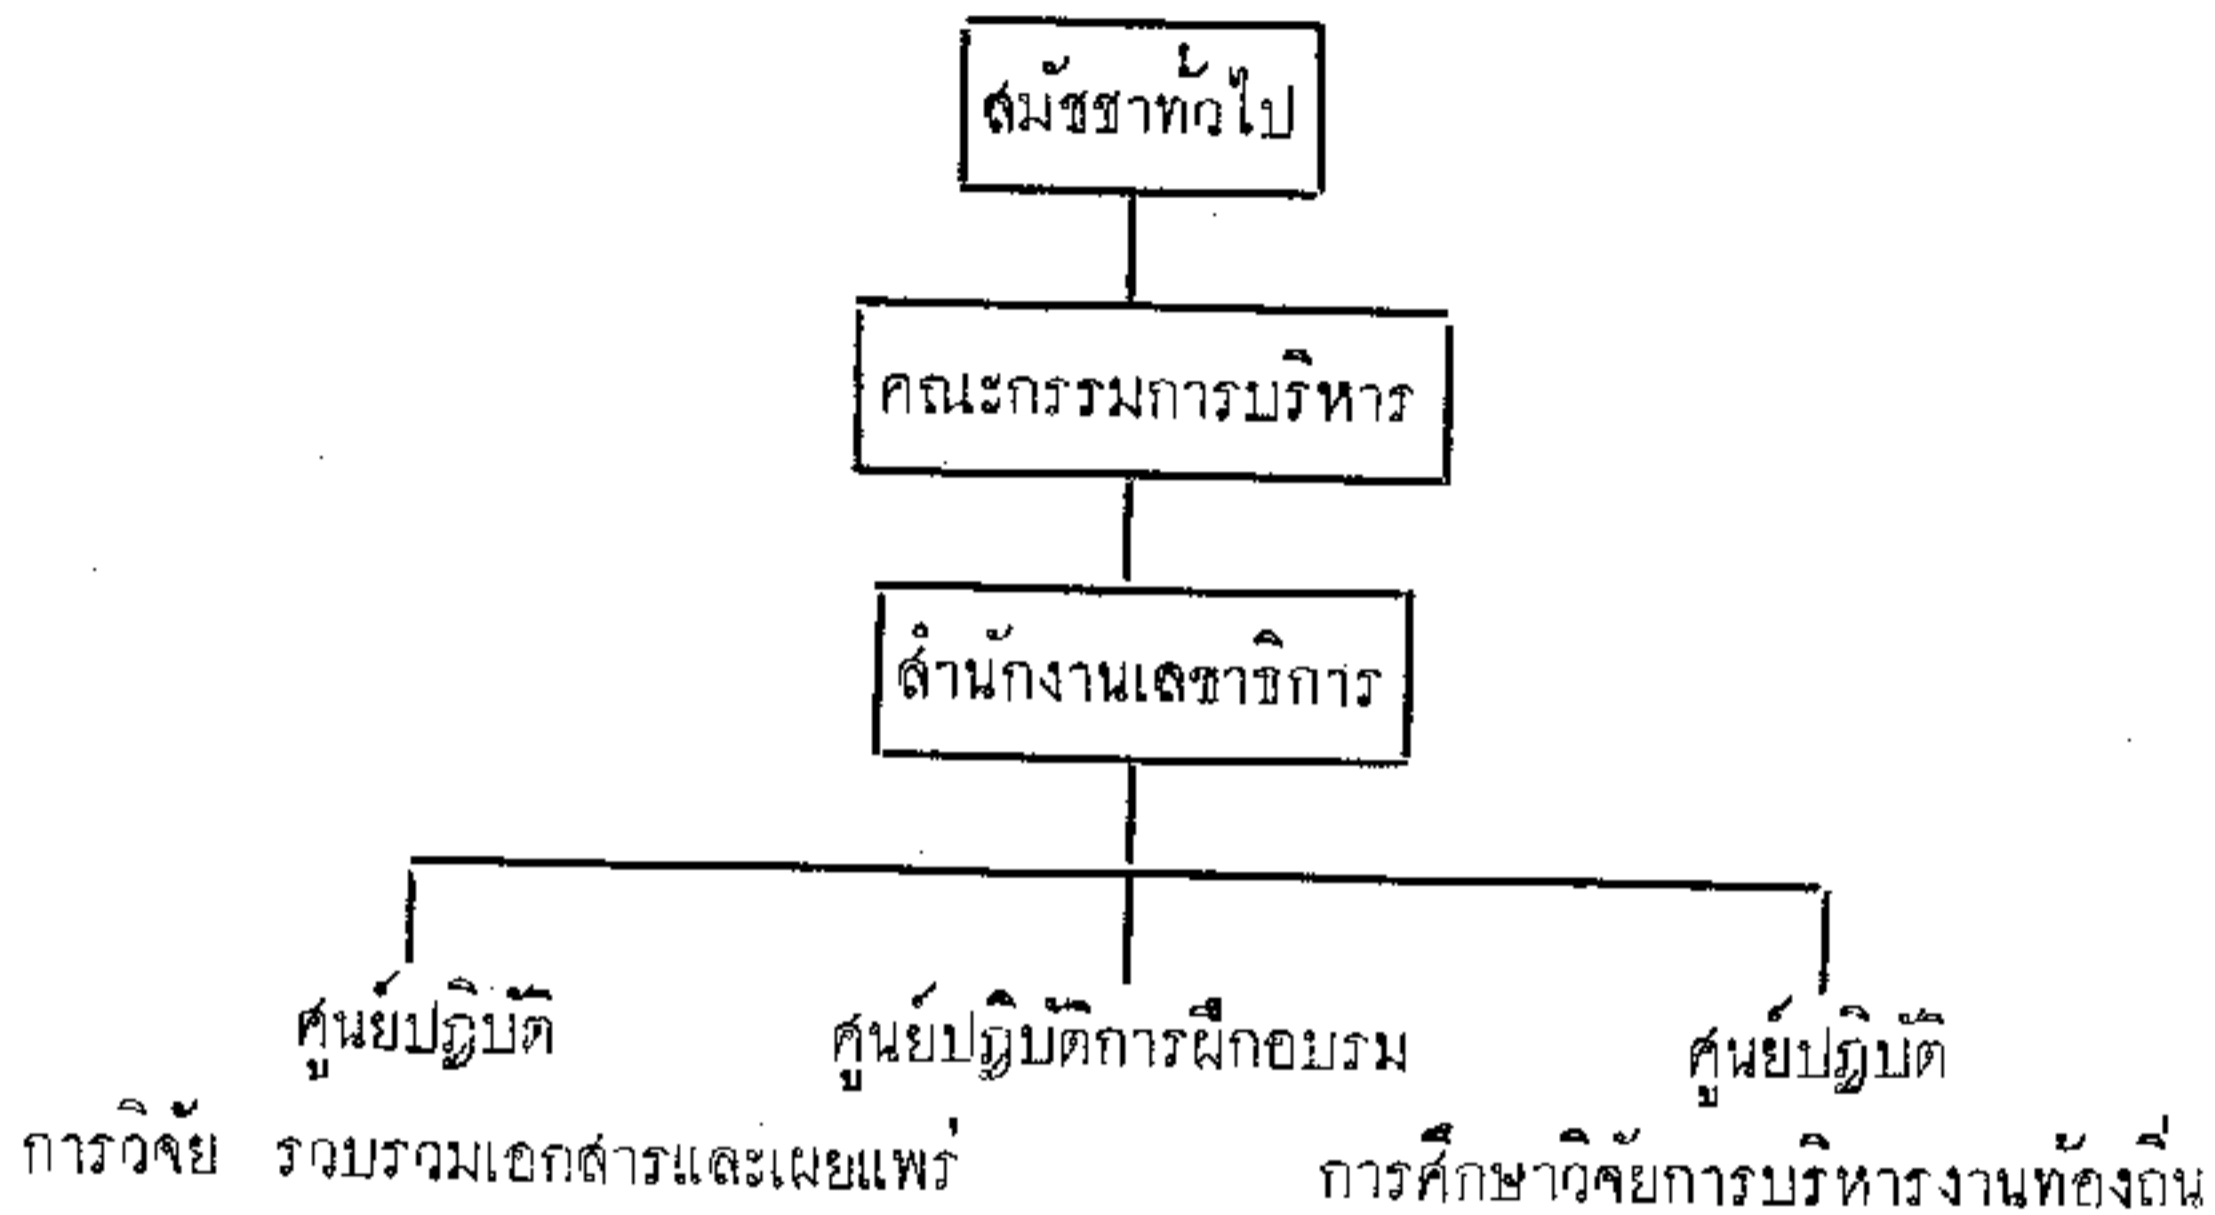 สมัชชาทั่วไป
คณะกรรมการบริหาร
สำนักงานเลขาธิการ
ศูนย์ปฏิบัติ
การวิจัย รวบรวมเอกสารและเผยแพร่
ศูนย์ปฏิบัติการฝึกอบรม
ศูนย์ปฏิบัติ
การศึกษาวิจัยการบริหารงานท้องถิ่น